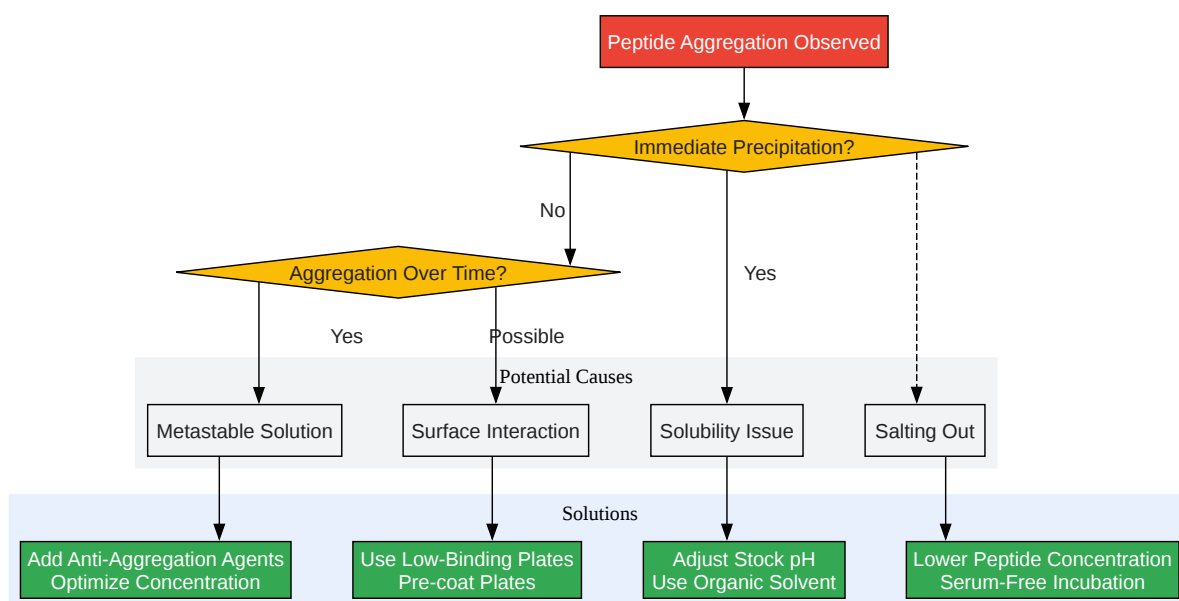 Peptide Aggregation Observed
Immediate Precipitation?
No
Aggregation Over Time?
Yes
Yes
Possible
Potential Causes
Metastable Solution
Surface Interaction
Solubility Issue
Salting Out
Solutions
Add Anti-Aggregation Agents
Optimize Concentration
Use Low-Binding Plates
Pre-coat Plates
Adjust Stock pH
Use Organic Solvent
Lower Peptide Concentration
Serum-Free Incubation